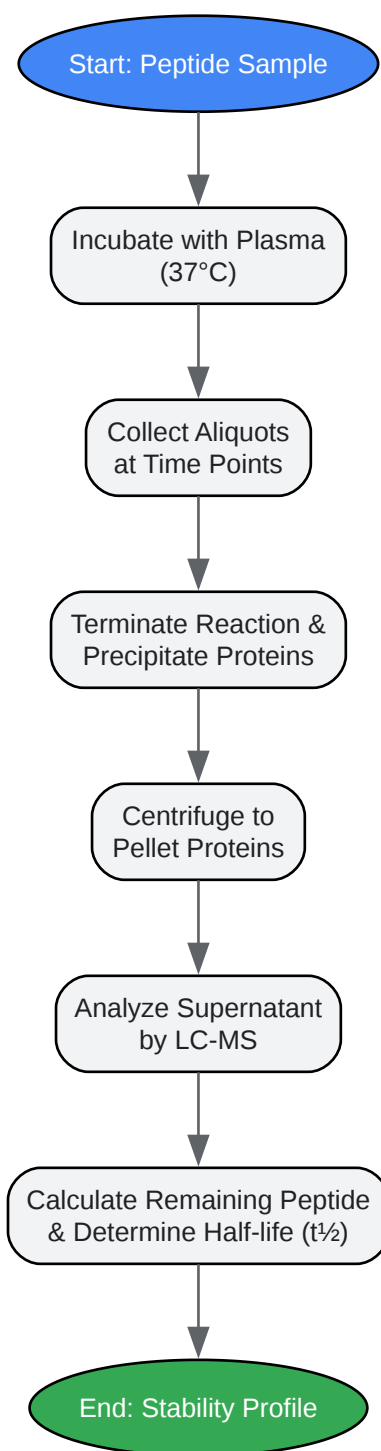 Start: Peptide Sample
Incubate with Plasma
(37°C)
Collect Aliquots
at Time Points
Terminate Reaction &
Precipitate Proteins
Centrifuge to
Pellet Proteins
Analyze Supernatant
by LC-MS
Calculate Remaining Peptide
& Determine Half-life (t½)
End: Stability Profile